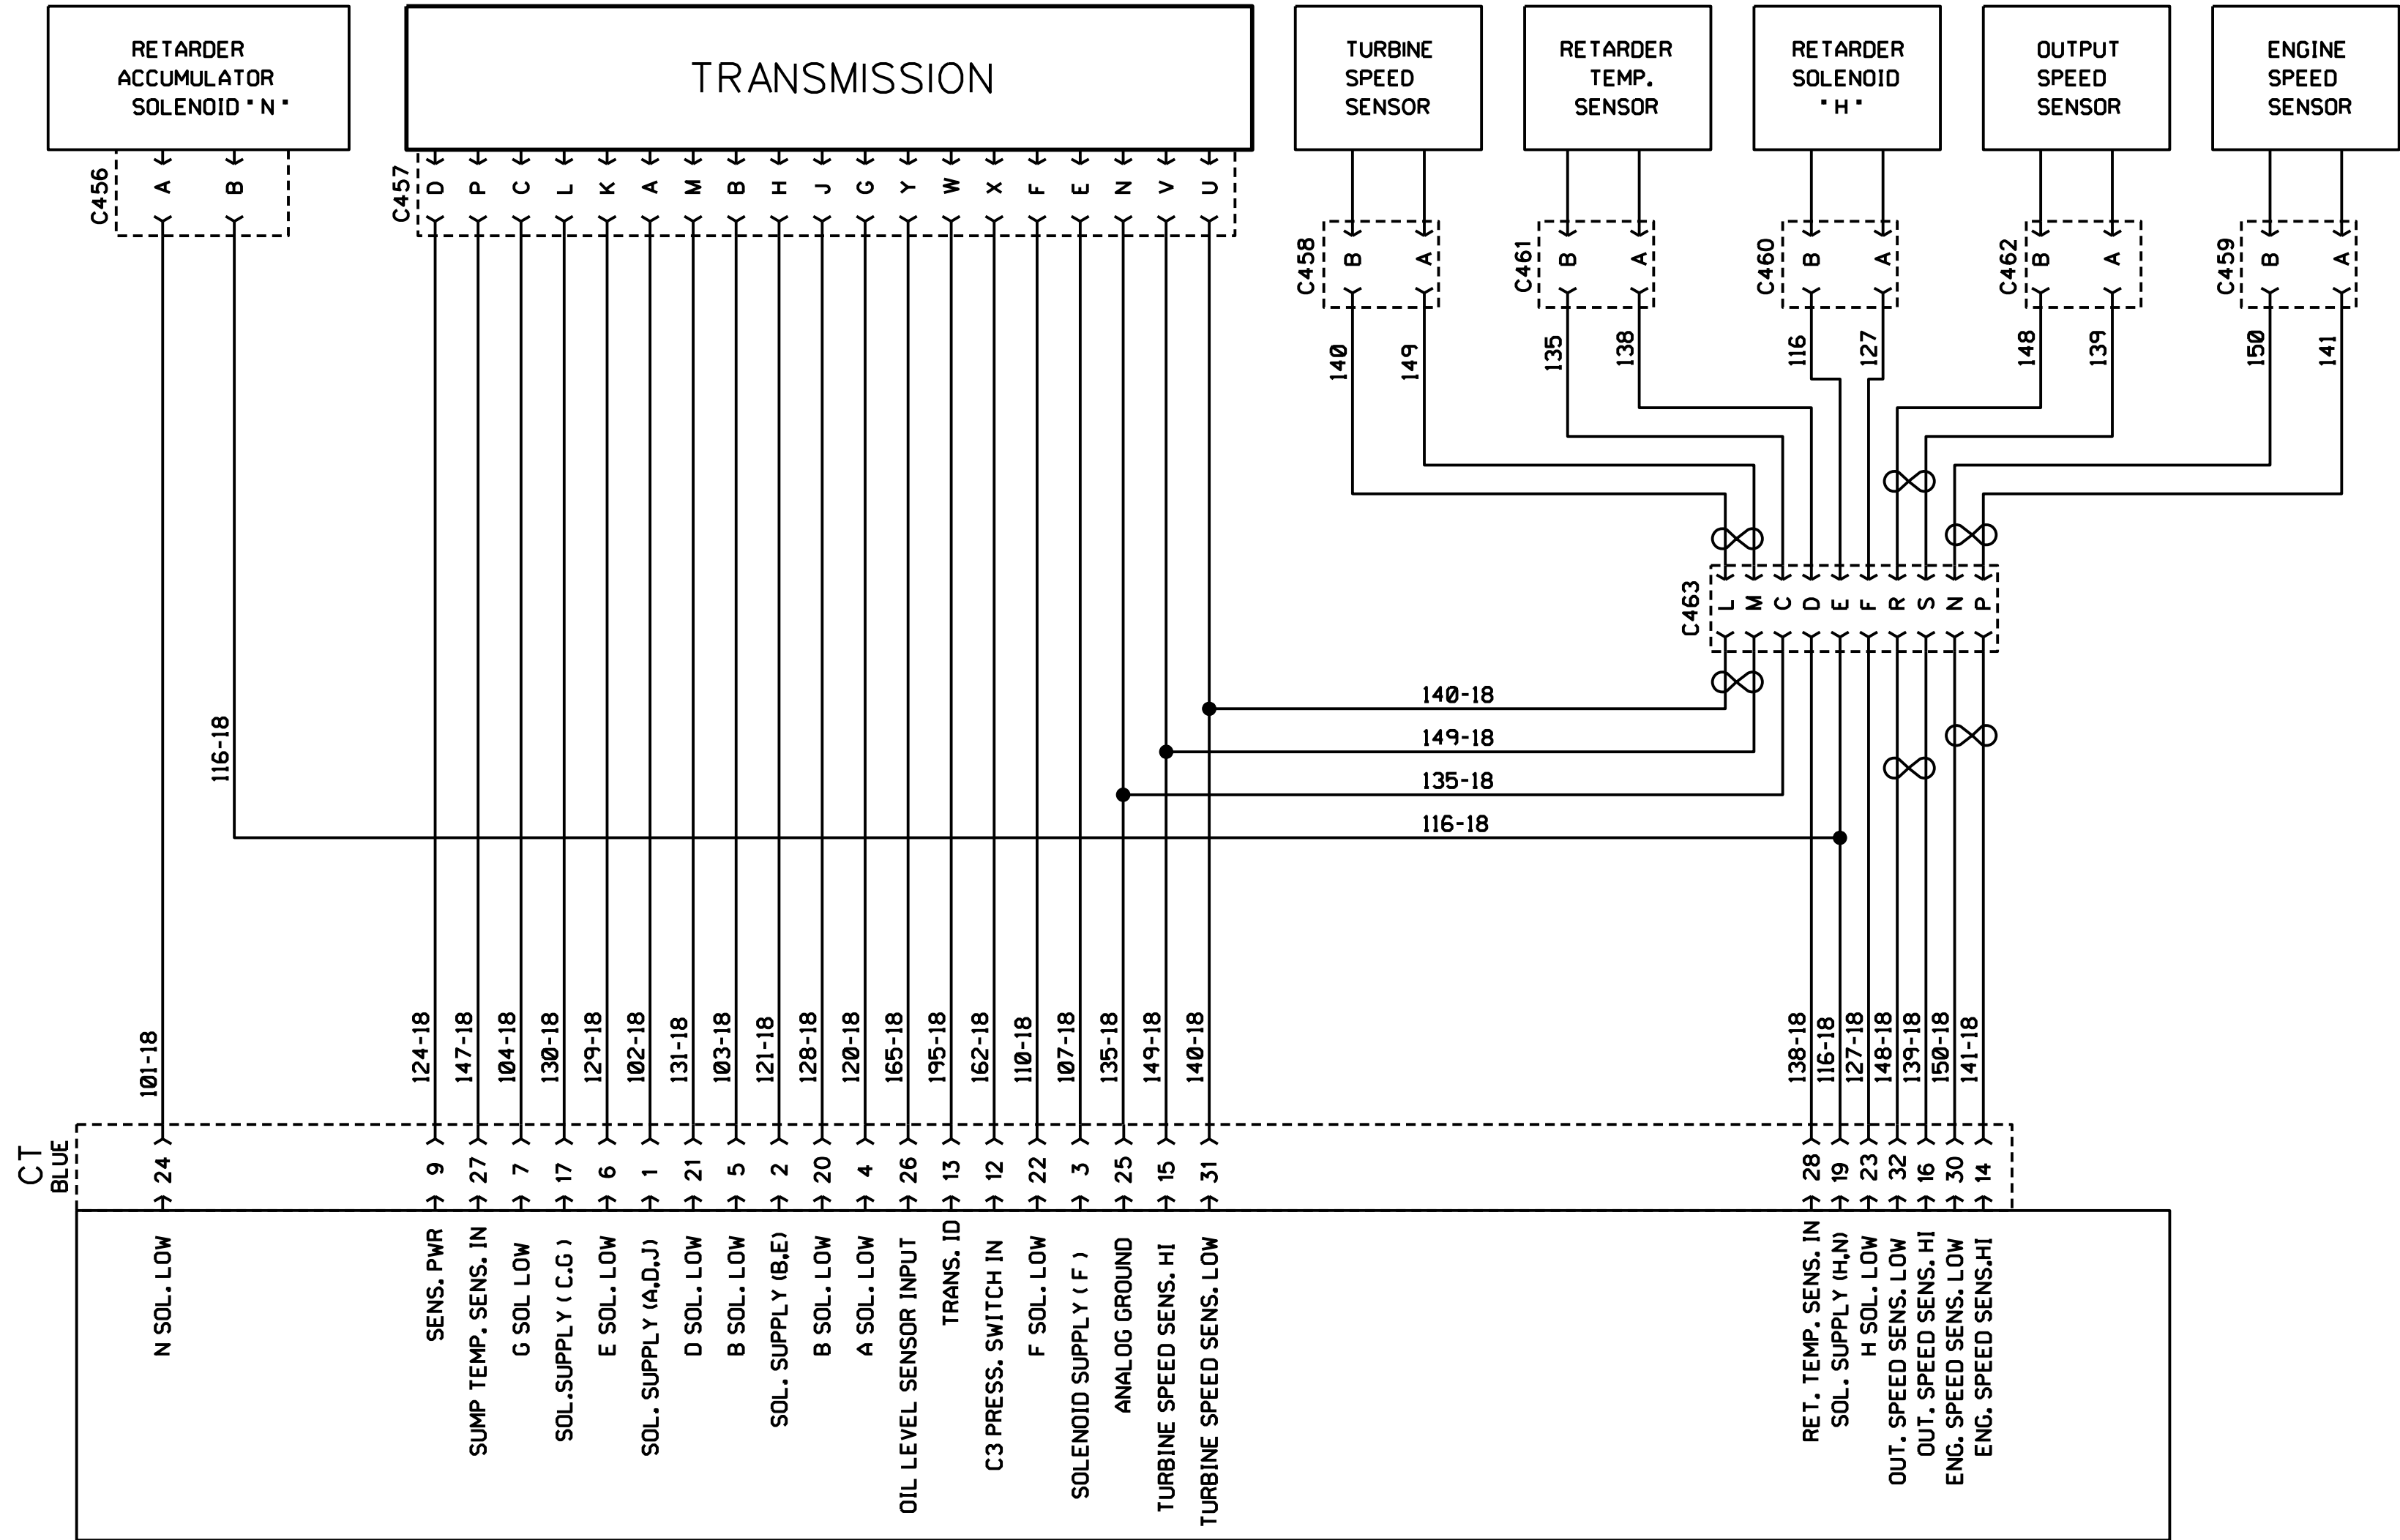 RETARDER
ACCUMULATOR
SOLENOID "N"
TRANSMISSION
TURBINE
SPEED
SENSOR
RETARDER
TEMP.
SENSOR
RETARDER
SOLENOID
"H"
OUTPUT
SPEED
SENSOR
ENGINE
SPEED
SENSOR
C456
A
B
C457
D
P
C
L
K
A
M
B
H
J
G
Y
W
X
F
E
N
V
U
C458
B
A
C461
B
A
C460
B
A
C462
B
A
C459
B
A
140
149
135
138
116
127
148
139
150
141
C463
L
M
C
D
E
F
R
S
N
P
140-18
149-18
135-18
116-18
116-18
101-18
124-18
147-18
104-18
130-18
129-18
102-18
131-18
103-18
121-18
128-18
120-18
165-18
195-18
162-18
110-18
107-18
135-18
149-18
140-18
138-18
116-18
127-18
148-18
139-18
150-18
141-18
CT
BLUE
24
9
27
7
17
6
1
21
5
2
20
4
26
13
12
22
3
25
15
31
28
19
23
32
16
30
14
N SOL. LOW
SENS. PWR
SUMP TEMP. SENS. IN
G SOL LOW
SOL.SUPPLY ( C.G )
E SOL. LOW
SOL. SUPPLY (A,D,J)
D SOL. LOW
B SOL. LOW
SOL. SUPPLY (B,E)
B SOL. LOW
A SOL. LOW
OIL LEVEL SENSOR INPUT
TRANS. ID
C3 PRESS. SWITCH IN
F SOL. LOW
SOLENOID SUPPLY ( F )
ANALOG GROUND
TURBINE SPEED SENS. HI
TURBINE SPEED SENS. LOW
RET. TEMP. SENS. IN
SOL. SUPPLY (H,N)
H SOL. LOW
OUT. SPEED SENS. LOW
OUT. SPEED SENS. HI
ENG. SPEED SENS. LOW
ENG. SPEED SENS.HI